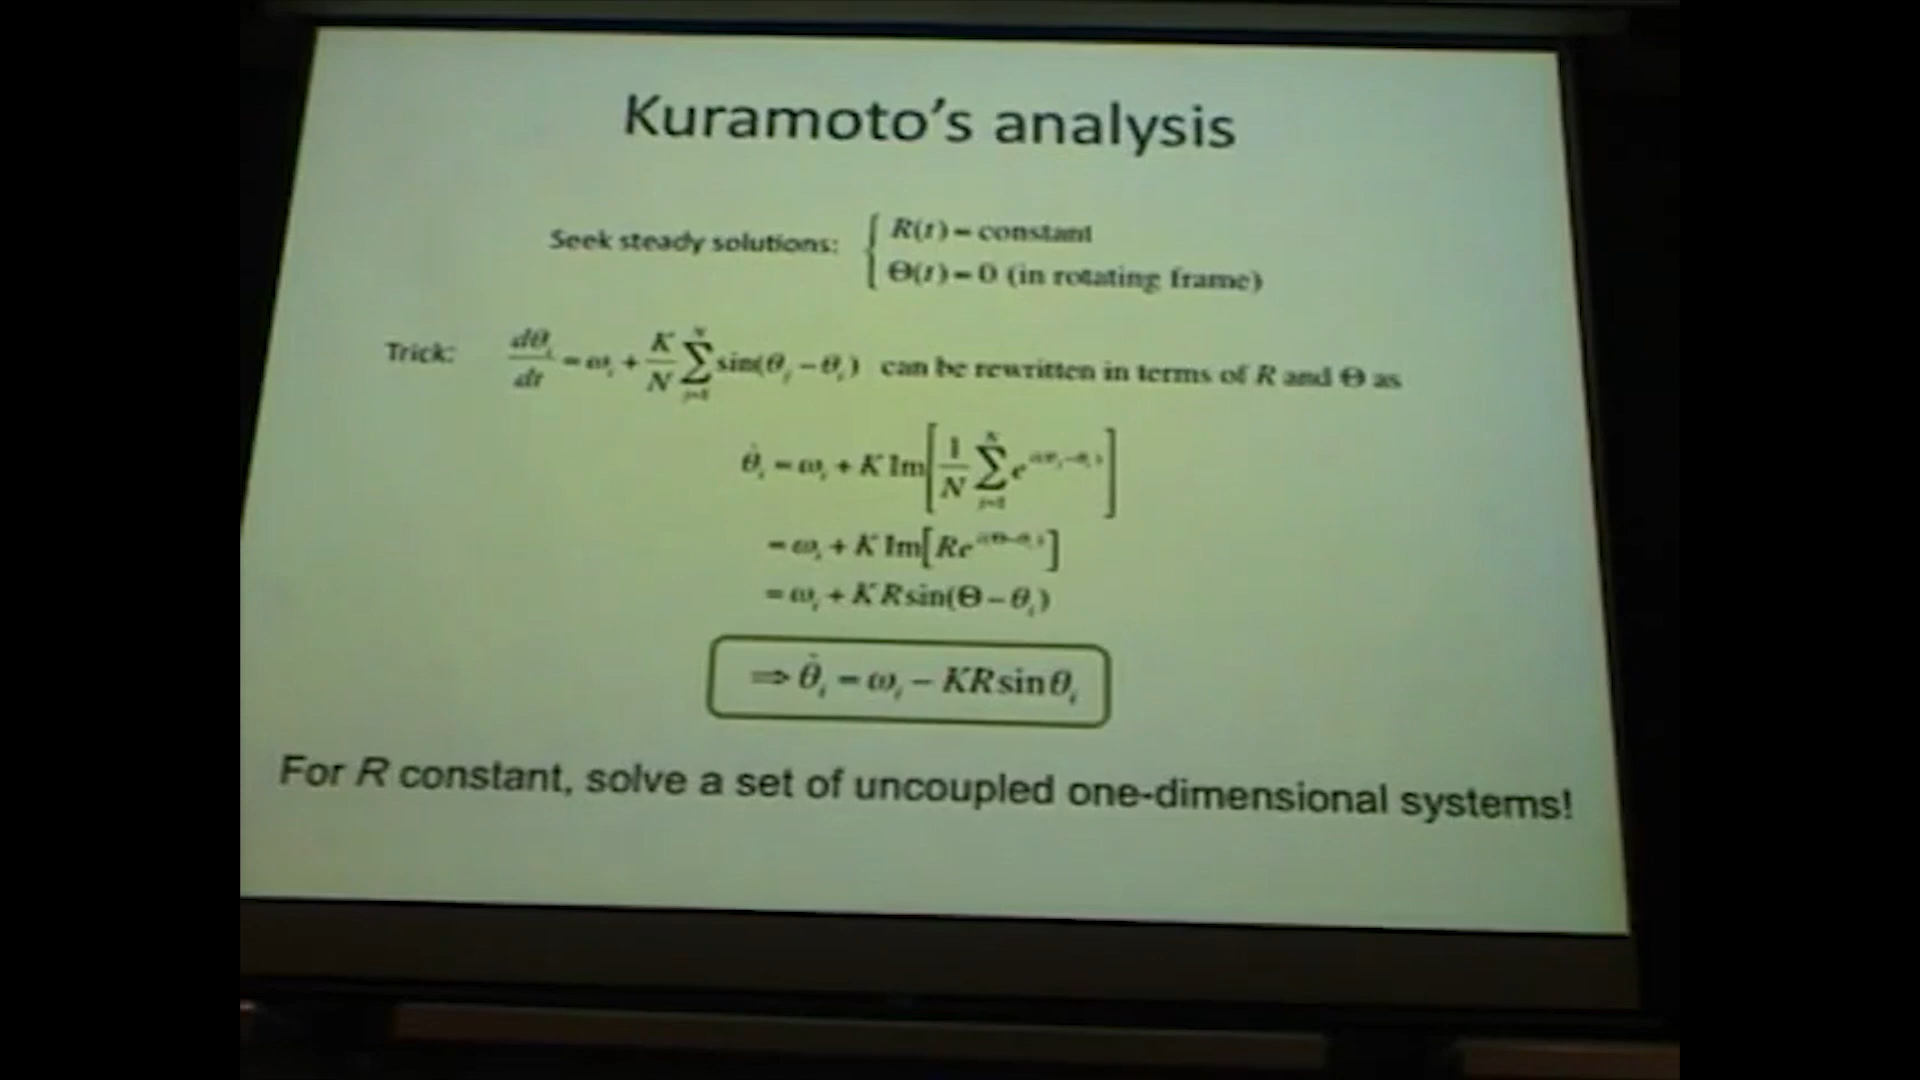 Kuramoto's analysis
Seek steady solutions: { R(t) = constant
Θ(t) = 0 (in rotating frame)
Trick: dθ_i/dt = ω_i + K/N ∑_{j=1}^{N} sin(θ_j − θ_i) can be rewritten in terms of R and Θ as
θ̇_i = ω_i + K Im[1/N ∑_{j=1}^{N} e^{i(θ_j−θ_i)}]
= ω_i + K Im[Re^{i(Θ−θ_i)}]
= ω_i + K R sin(Θ − θ_i)
⇒ θ̇_i = ω_i − KR sin θ_i
For R constant, solve a set of uncoupled one-dimensional systems!